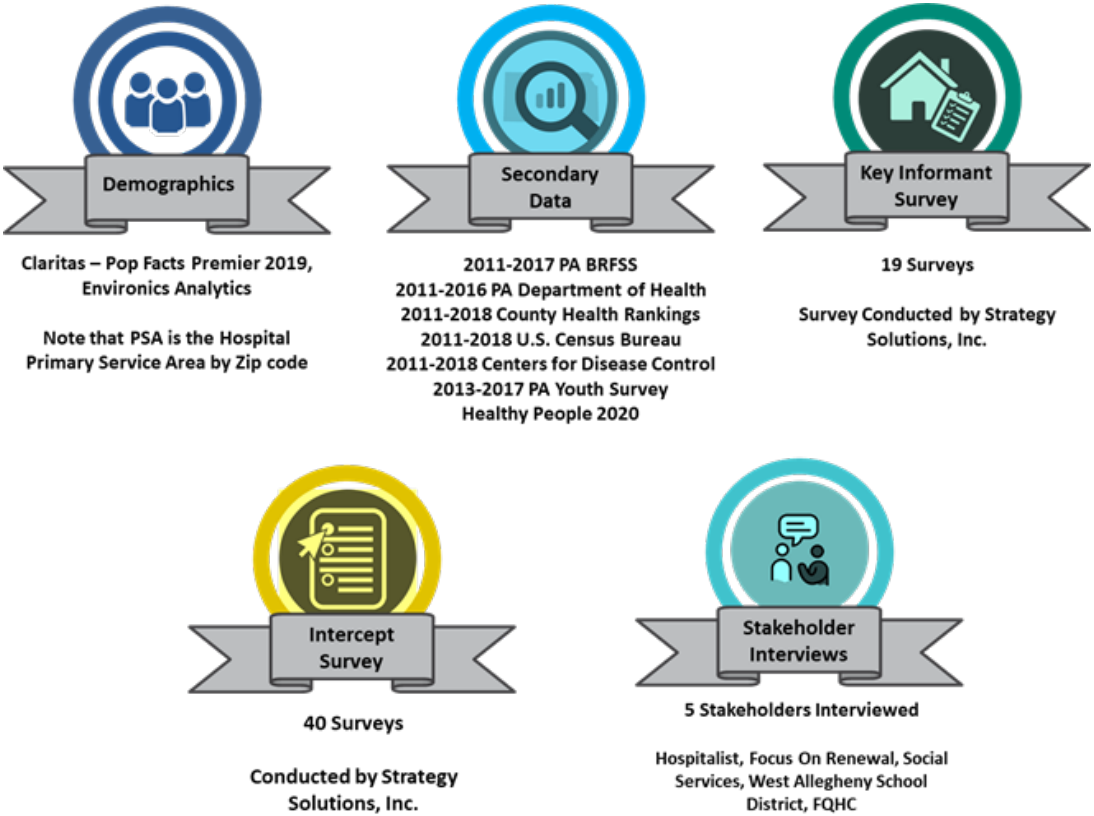 Demographics
Claritas – Pop Facts Premier 2019,
Environics Analytics
Note that PSA is the Hospital
Primary Service Area by Zip code
Secondary
Data
2011-2017 PA BRFSS
2011-2016 PA Department of Health
2011-2018 County Health Rankings
2011-2018 U.S. Census Bureau
2011-2018 Centers for Disease Control
2013-2017 PA Youth Survey
Healthy People 2020
Key Informant
Survey
19 Surveys
Survey Conducted by Strategy
Solutions, Inc.
Intercept
Survey
40 Surveys
Conducted by Strategy
Solutions, Inc.
Stakeholder
Interviews
5 Stakeholders Interviewed
Hospitalist, Focus On Renewal, Social
Services, West Allegheny School
District, FQHC